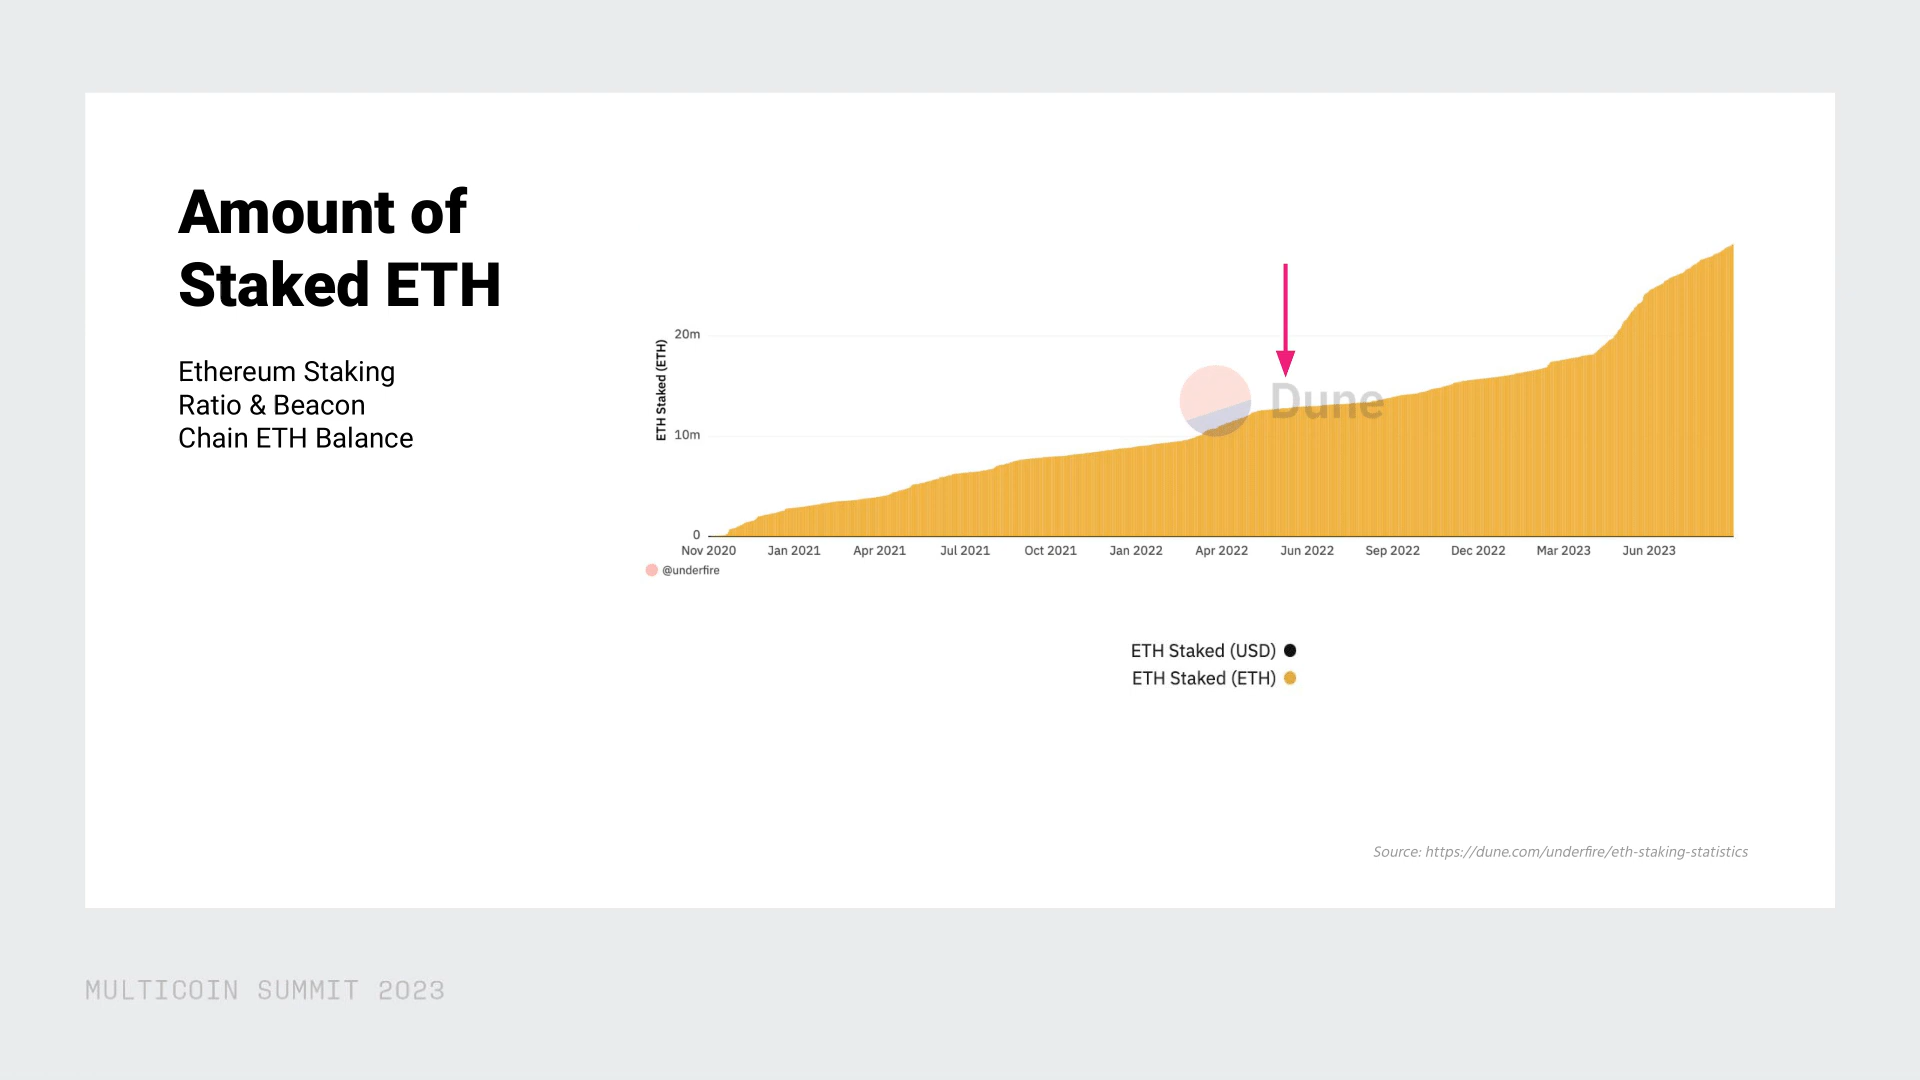 Amount of
Staked ETH
Ethereum Staking
Ratio & Beacon
Chain ETH Balance
ETH Staked (ETH)
20m
10m
0
Dune
Nov 2020 Jan 2021 Apr 2021 Jul 2021 Oct 2021 Jan 2022 Apr 2022 Jun 2022 Sep 2022 Dec 2022 Mar 2023 Jun 2023
@underfire
ETH Staked (USD)
ETH Staked (ETH)
Source: https://dune.com/underfire/eth-staking-statistics
MULTICOIN SUMMIT 2023